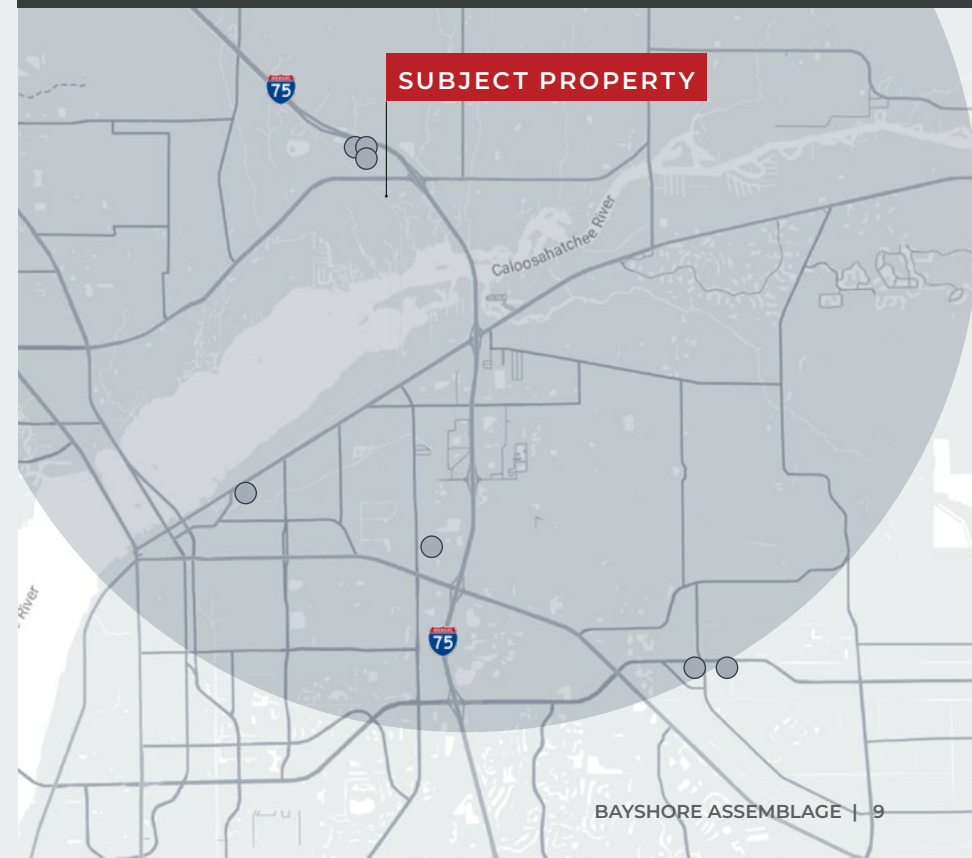 75
SUBJECT PROPERTY
Caloosahatchee River
River
75
BAYSHORE ASSEMBLAGE | 9